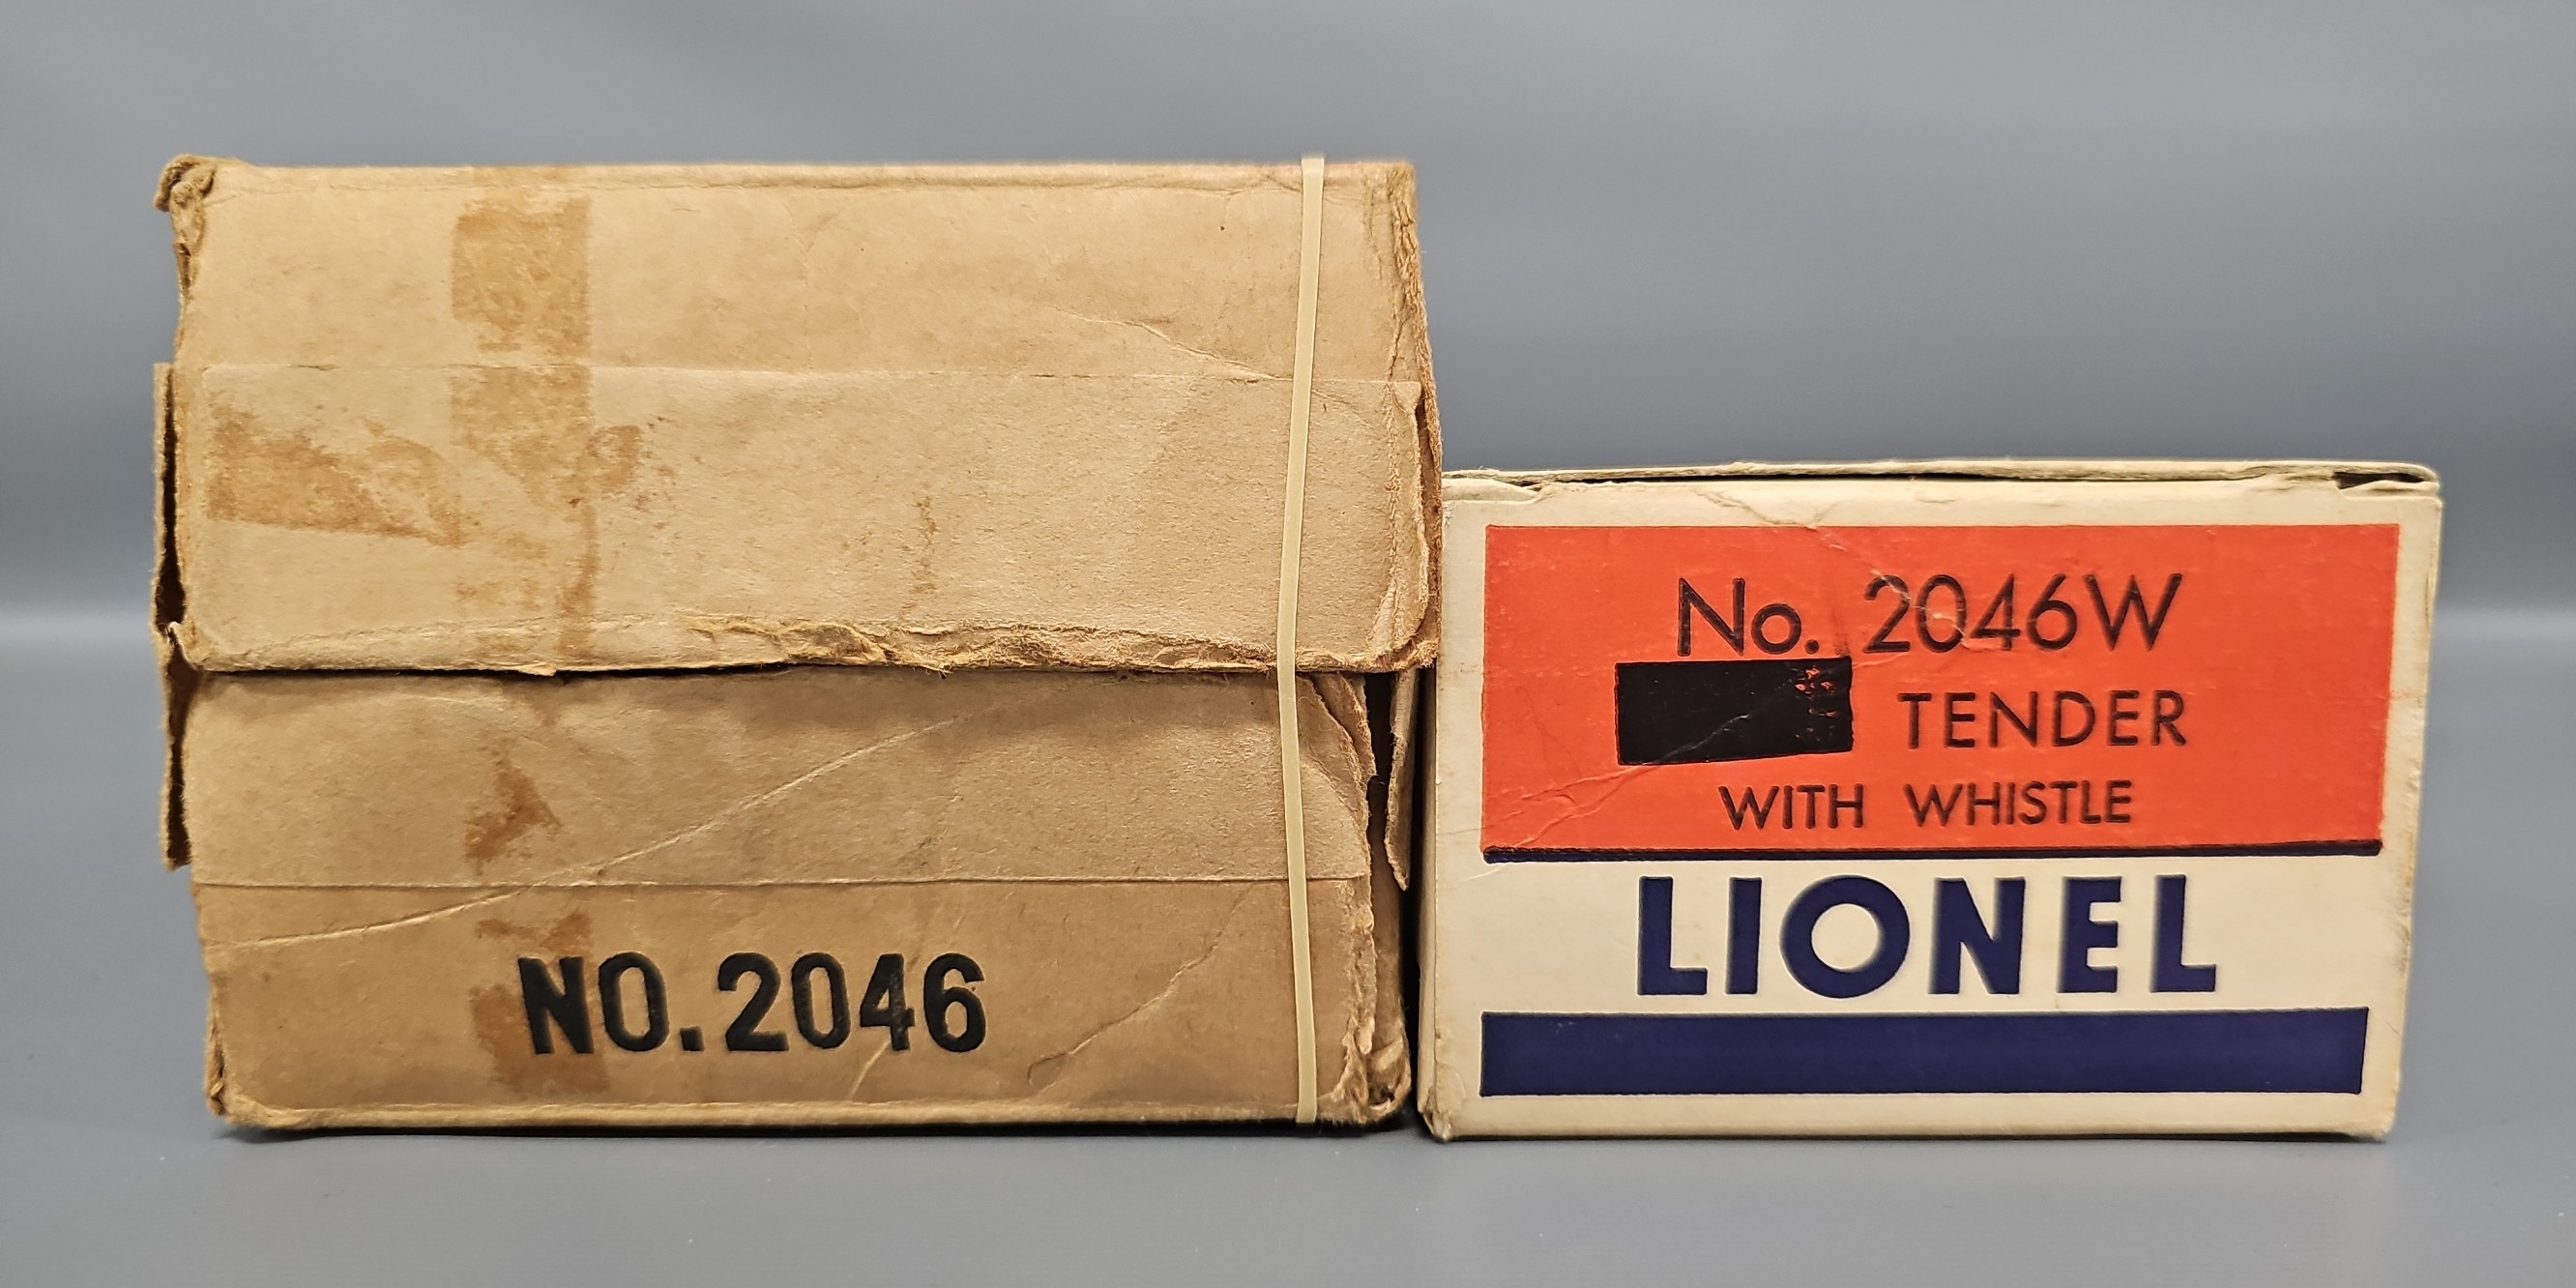 NO.2046
No. 2046W
TENDER
WITH WHISTLE
LIONEL